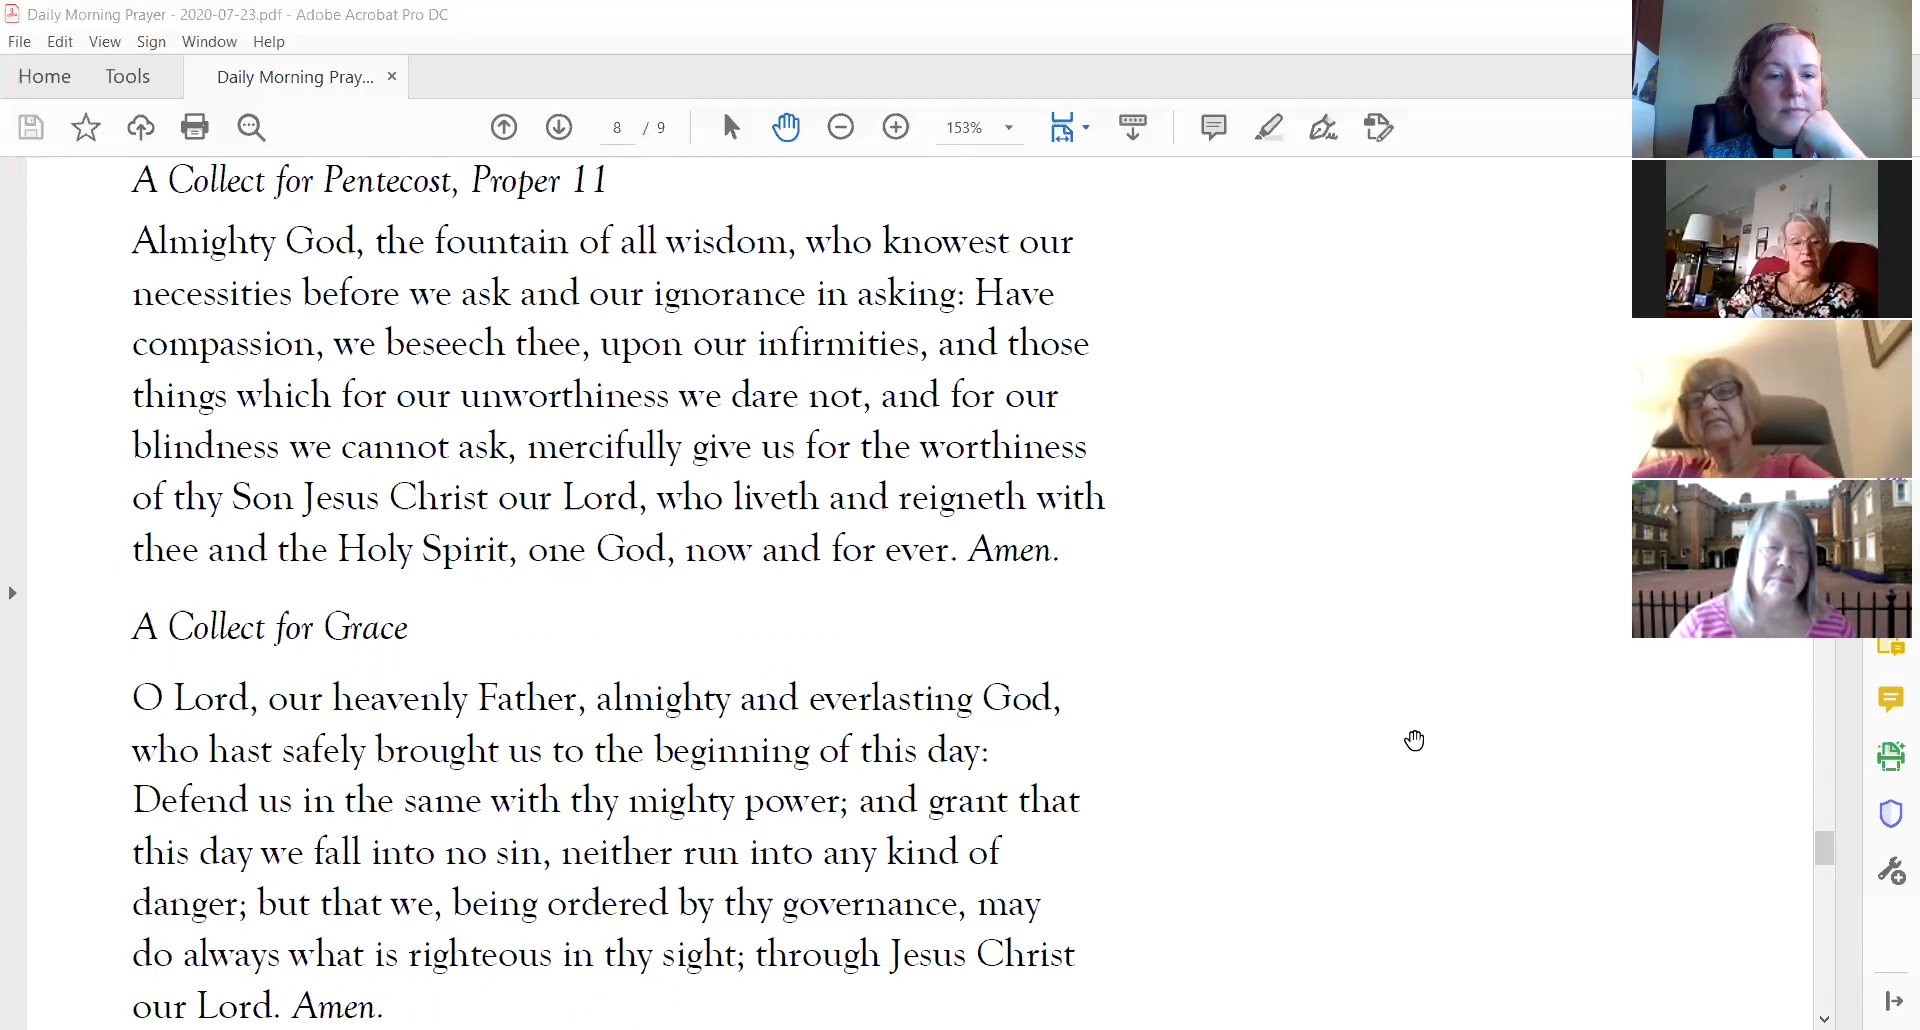 Daily Morning Prayer - 2020-07-23.pdf - Adobe Acrobat Pro DC
File Edit View Sign Window Help
Home Tools Daily Morning Pray... ×
8 / 9 153%
A Collect for Pentecost, Proper 11
Almighty God, the fountain of all wisdom, who knowest our
necessities before we ask and our ignorance in asking: Have
compassion, we beseech thee, upon our infirmities, and those
things which for our unworthiness we dare not, and for our
blindness we cannot ask, mercifully give us for the worthiness
of thy Son Jesus Christ our Lord, who liveth and reigneth with
thee and the Holy Spirit, one God, now and for ever. Amen.
A Collect for Grace
O Lord, our heavenly Father, almighty and everlasting God,
who hast safely brought us to the beginning of this day:
Defend us in the same with thy mighty power; and grant that
this day we fall into no sin, neither run into any kind of
danger; but that we, being ordered by thy governance, may
do always what is righteous in thy sight; through Jesus Christ
our Lord. Amen.